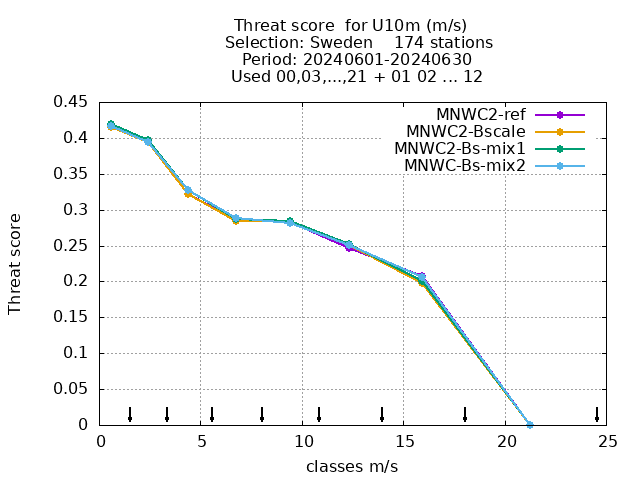 Threat score  for U10m (m/s)
Selection: Sweden    174 stations
Period: 20240601-20240630
Used 00,03,...,21 + 01 02 ... 12
MNWC2-ref
MNWC2-Bscale
MNWC2-Bs-mix1
MNWC-Bs-mix2
Threat score
0.45
0.4
0.35
0.3
0.25
0.2
0.15
0.1
0.05
0
0 5 10 15 20 25
classes m/s